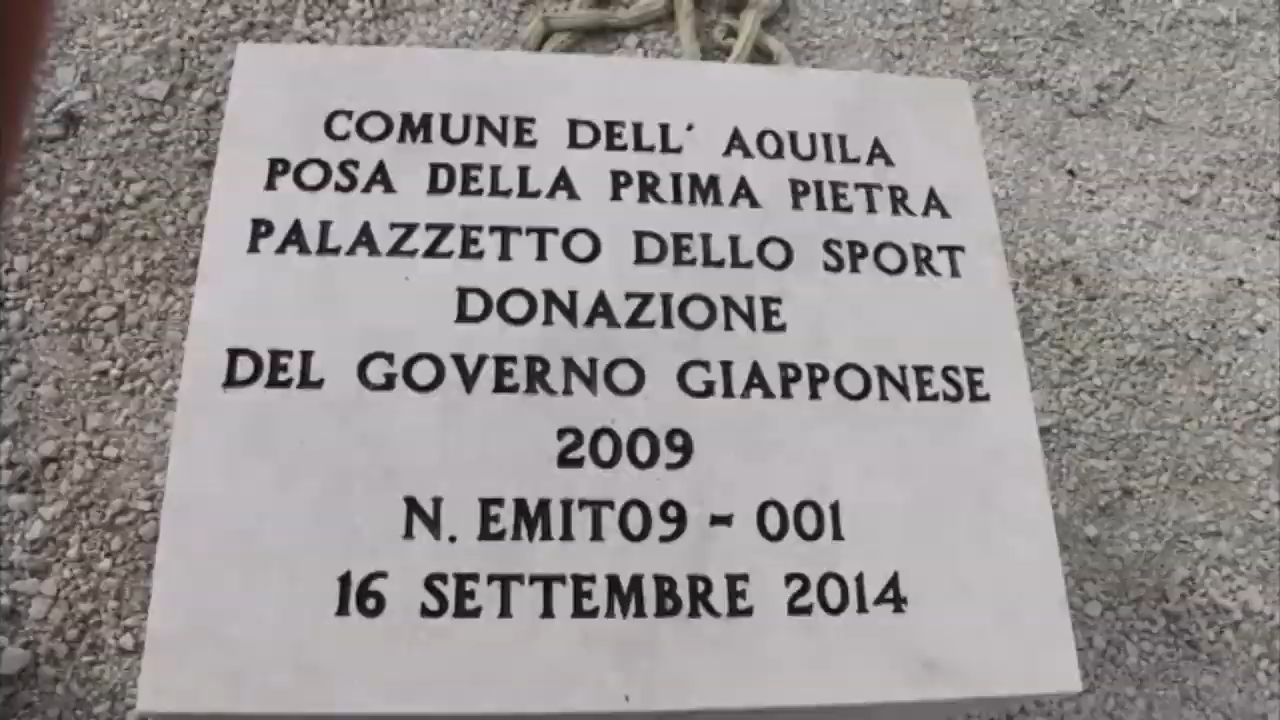 COMUNE DELL' AQUILA
POSA DELLA PRIMA PIETRA
PALAZZETTO DELLO SPORT
DONAZIONE
DEL GOVERNO GIAPPONESE
2009
N. EMIT09 - 001
16 SETTEMBRE 2014